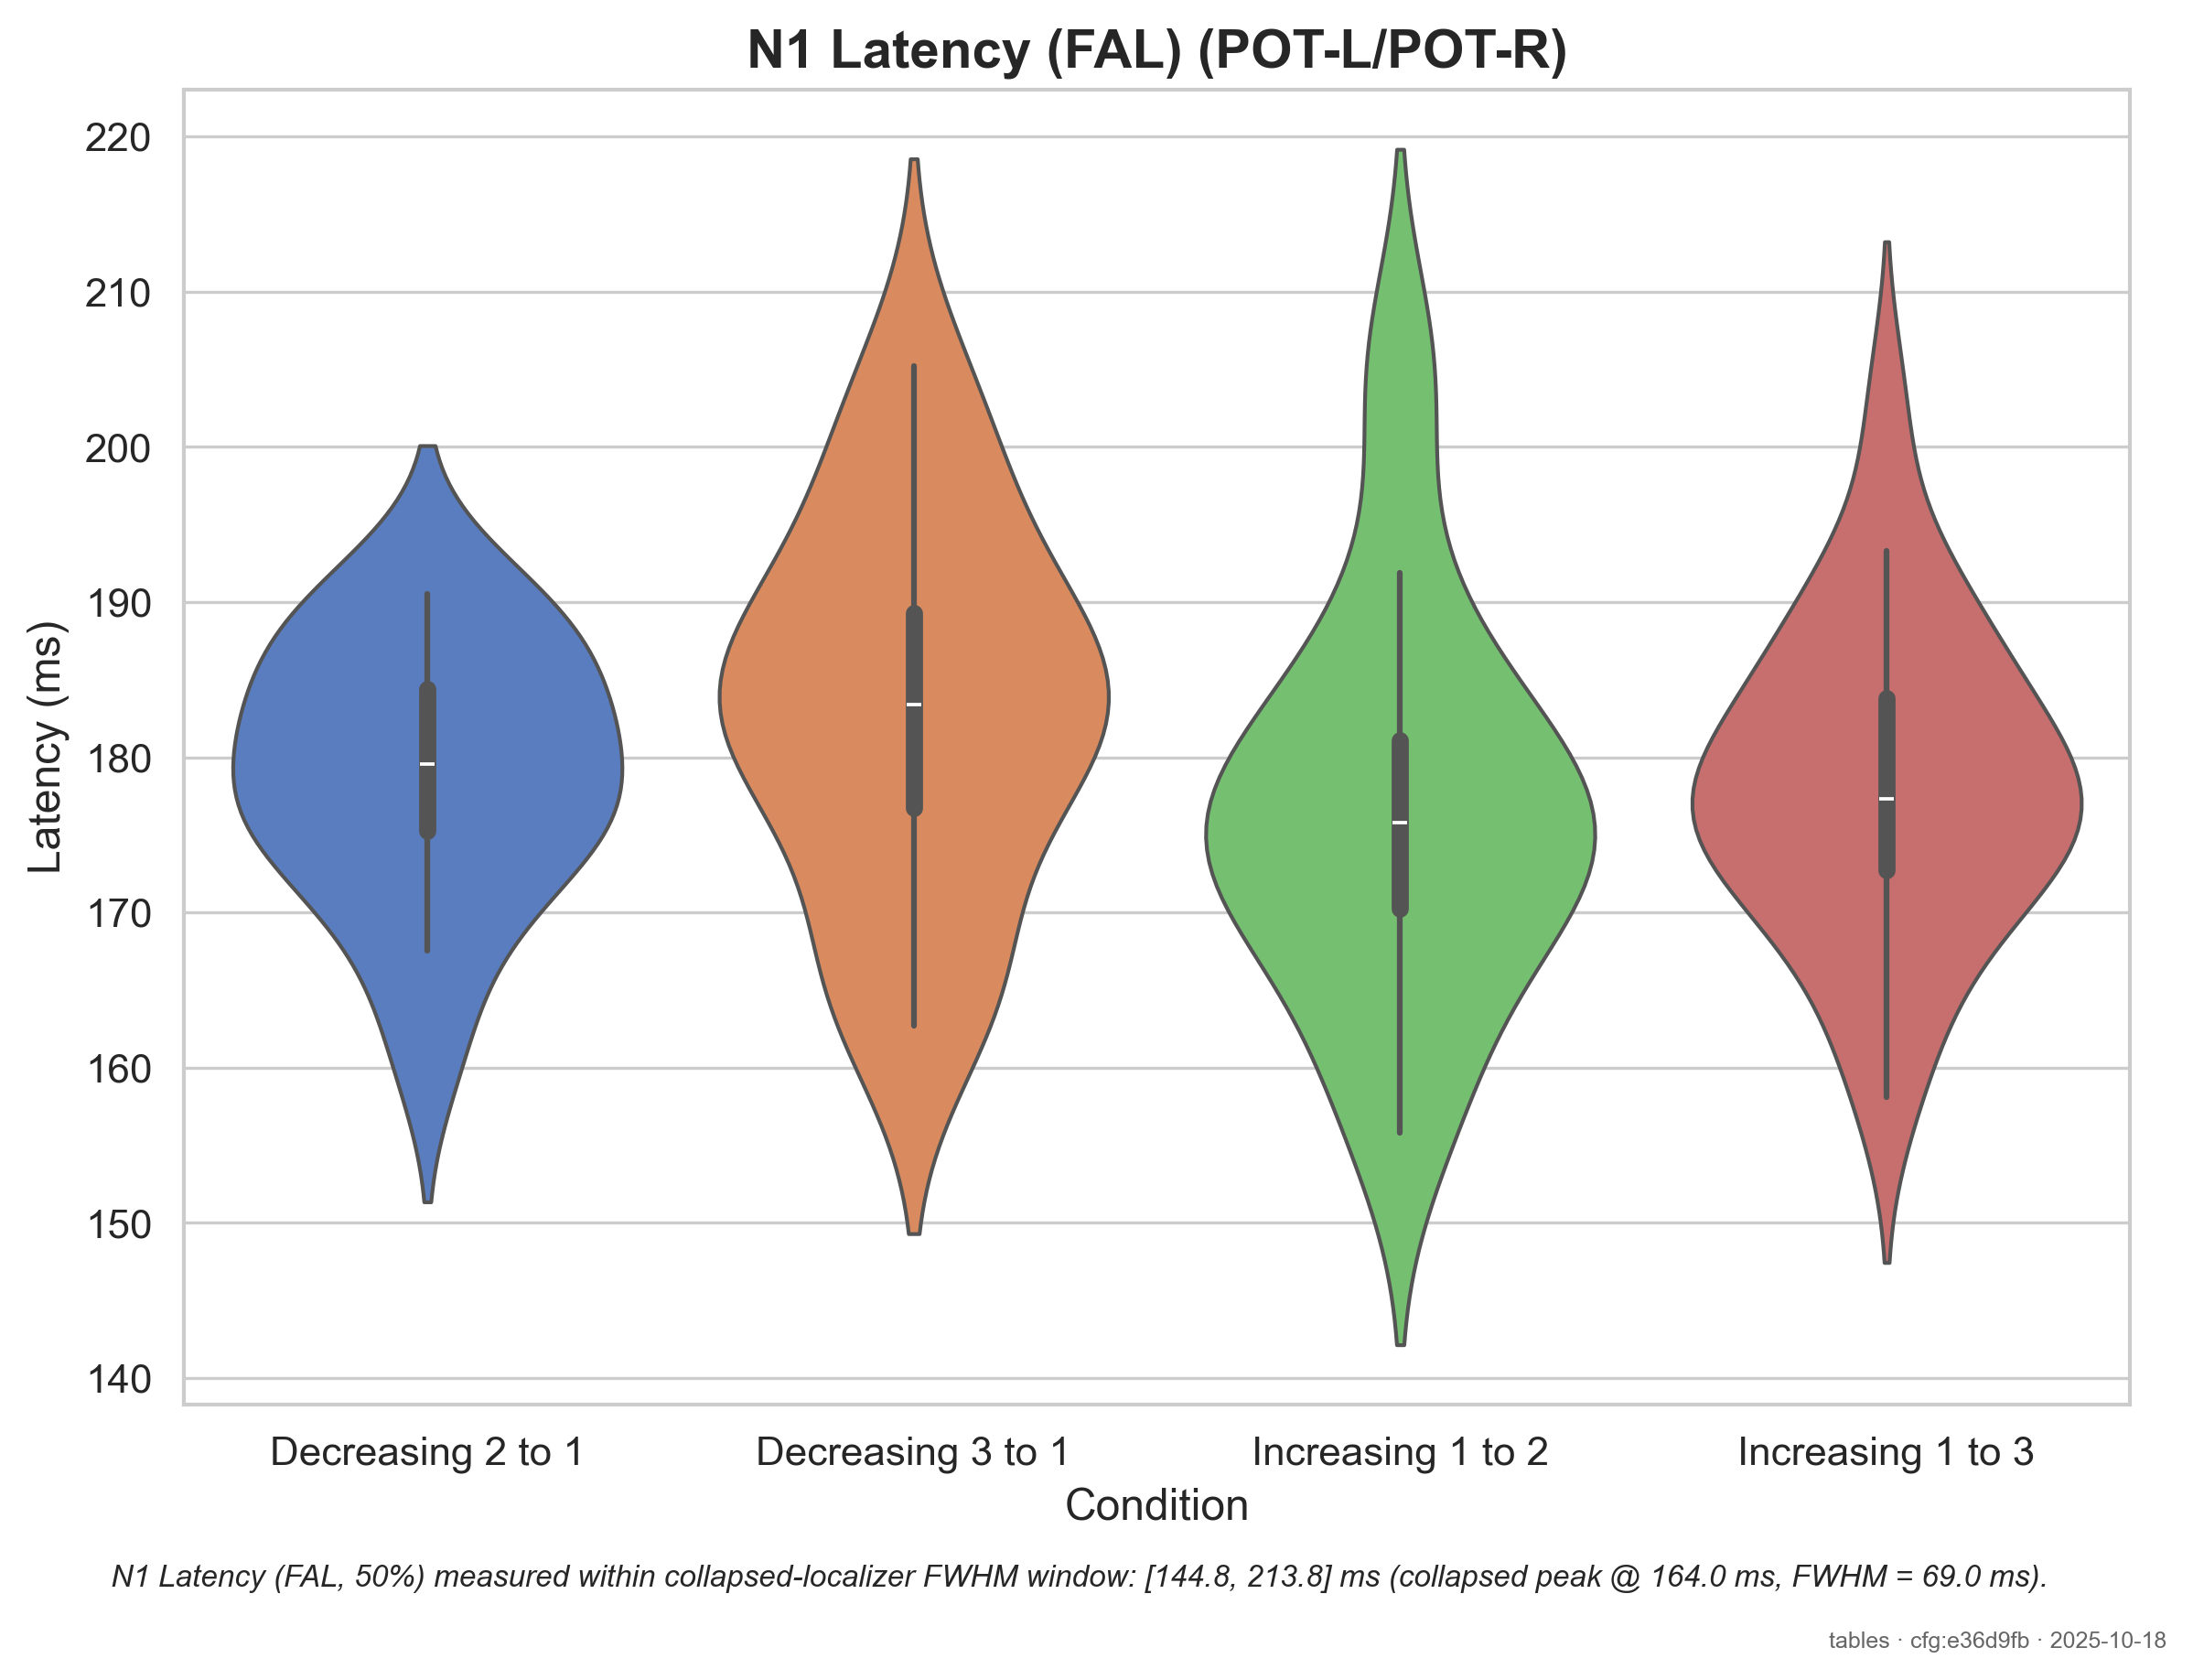 N1 Latency (FAL) (POT-L/POT-R)
220
210
200
190
180
170
160
150
140
Latency (ms)
Decreasing 2 to 1
Decreasing 3 to 1
Increasing 1 to 2
Increasing 1 to 3
Condition
N1 Latency (FAL, 50%) measured within collapsed-localizer FWHM window: [144.8, 213.8] ms (collapsed peak @ 164.0 ms, FWHM = 69.0 ms).
tables · cfg:e36d9fb · 2025-10-18